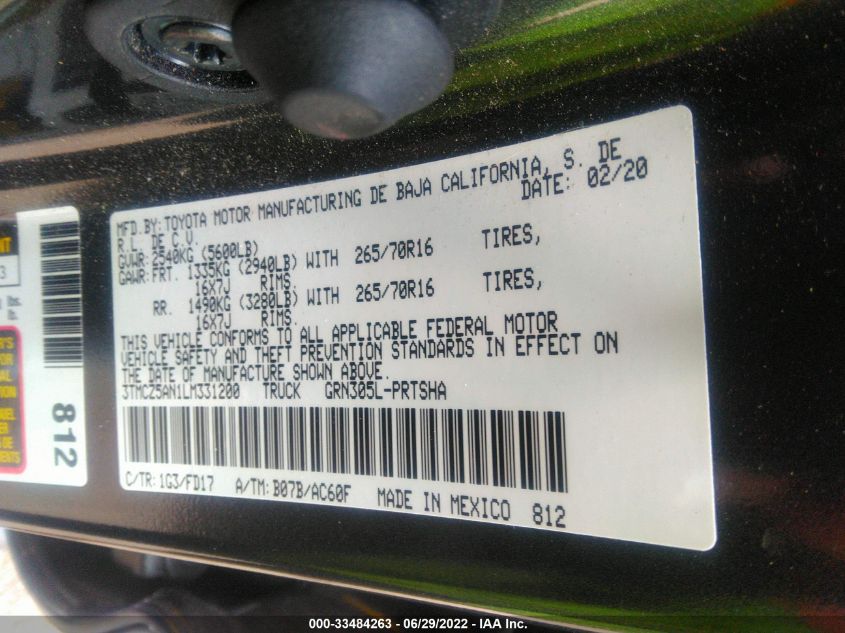 MFD.BY:TOYOTA MOTOR MANUFACTURING DE BAJA CALIFORNIA, S. DE
R.L. DE C.V. DATE: 02/20
GVWR:2540KG (5600LB)
GAWR:FRT. 1335KG (2940LB) WITH 265/70R16 TIRES,
16X7J RIMS.
RR. 1490KG (3280LB) WITH 265/70R16 TIRES,
16X7J RIMS.
THIS VEHICLE CONFORMS TO ALL APPLICABLE FEDERAL MOTOR
VEHICLE SAFETY AND THEFT PREVENTION STANDARDS IN EFFECT ON
THE DATE OF MANUFACTURE SHOWN ABOVE.
3TMCZ5AN1LM331200 TRUCK GRN305L-PRTSHA
C/TR:1G3/FD17 A/TM:B07B/AC60F MADE IN MEXICO 812
812
lbs.
000-33484263 - 06/29/2022 - IAA Inc.